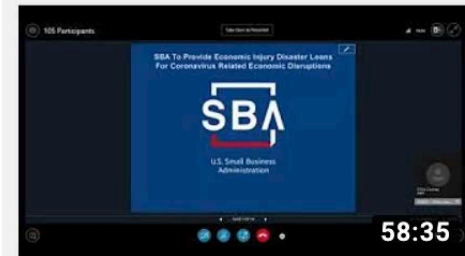 105 Participants
SBA To Provide Economic Injury Disaster Loans
For Coronavirus Related Economic Disruptions
SBA
U.S. Small Business
Administration
58:35